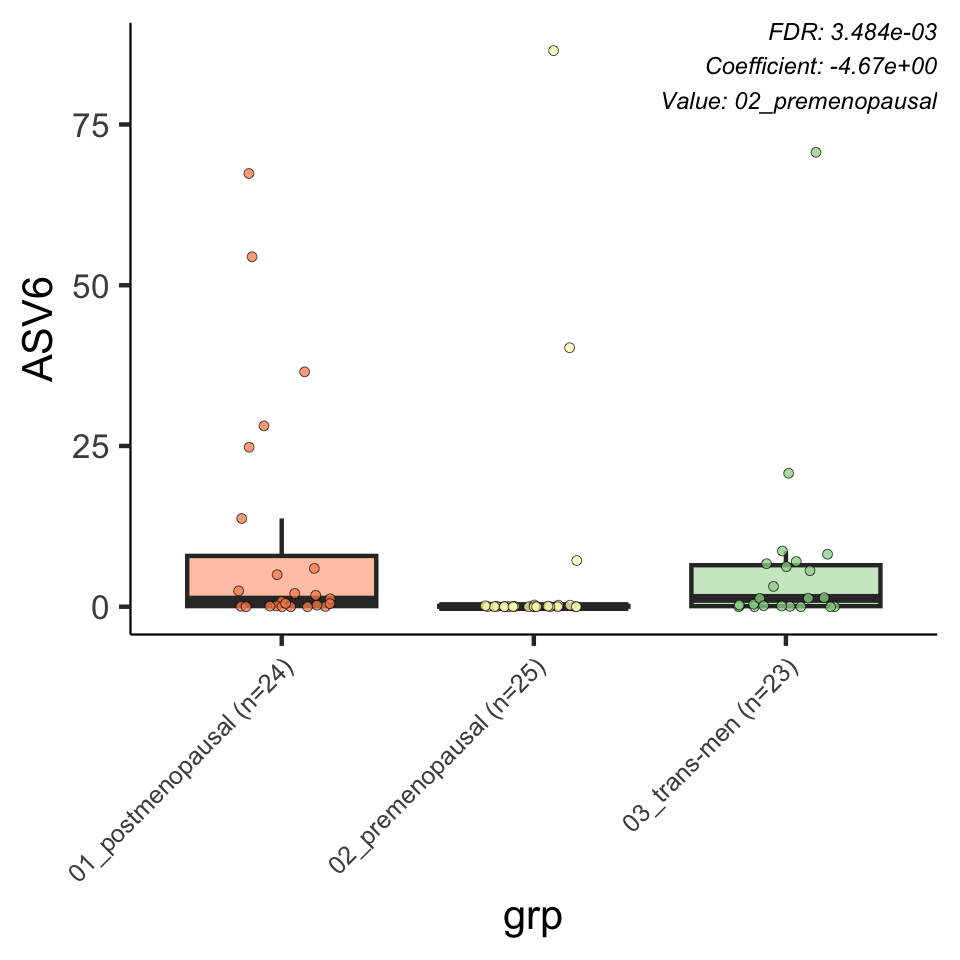 FDR: 3.484e-03
Coefficient: -4.67e+00
Value: 02_premenopausal
75
50
25
0
ASV6
01_postmenopausal (n=24)
02_premenopausal (n=25)
03_trans-men (n=23)
grp